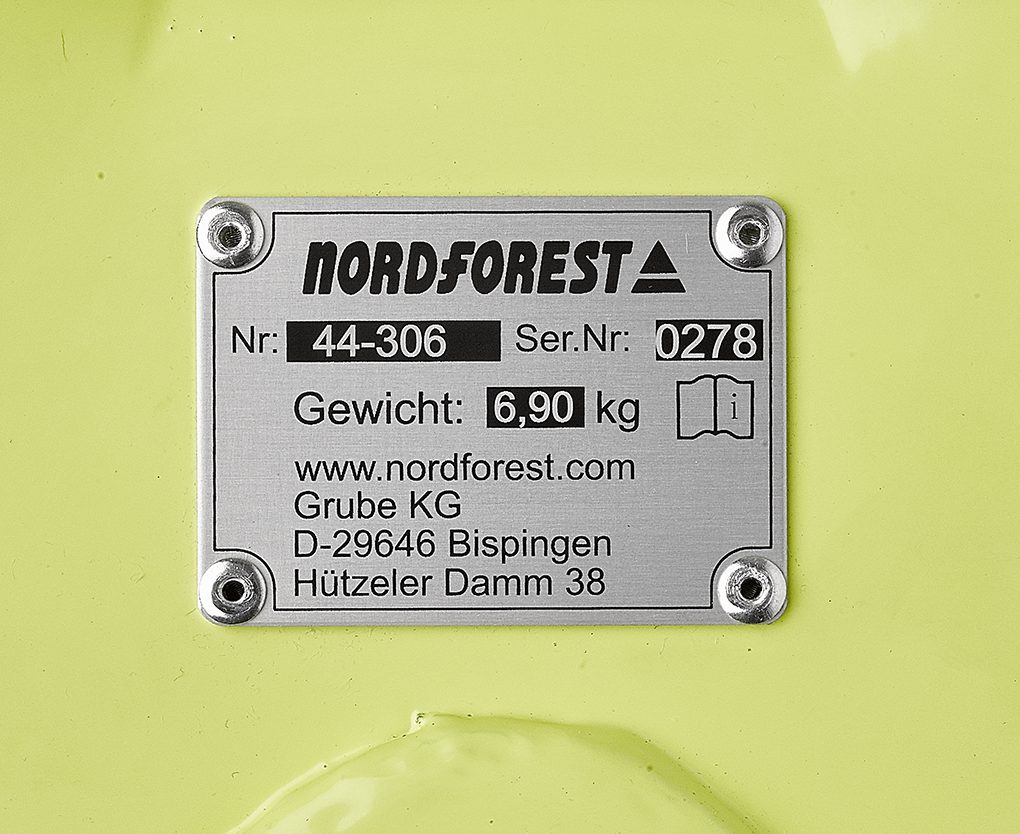 NORDFOREST
Nr: 44-306 Ser.Nr: 0278
Gewicht: 6,90 kg
i
www.nordforest.com
Grube KG
D-29646 Bispingen
Hützeler Damm 38